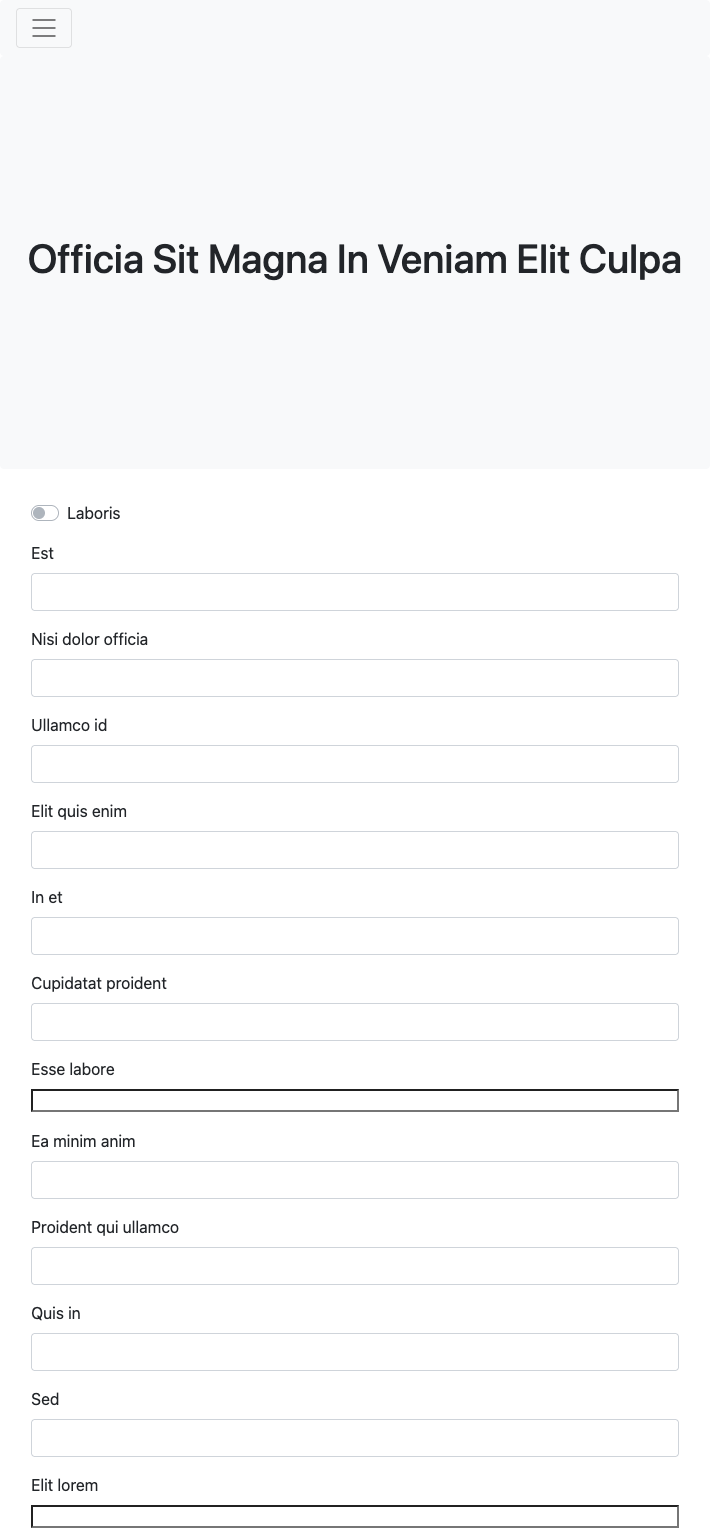 Officia Sit Magna In Veniam Elit Culpa
Laboris
Est
Nisi dolor officia
Ullamco id
Elit quis enim
In et
Cupidatat proident
Esse labore
Ea minim anim
Proident qui ullamco
Quis in
Sed
Elit lorem